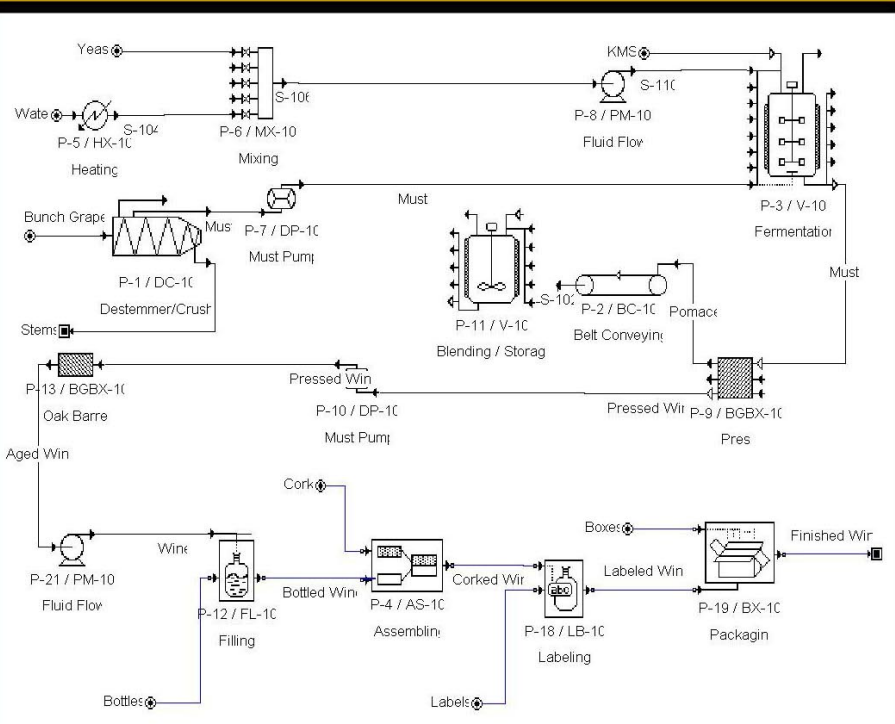 Yeas
KMS
S-110
S-106
Wate
S-104
P-5 / HX-10
Heating
P-6 / MX-10
Mixing
P-8 / PM-10
Fluid Flow
P-3 / V-10
Fermentation
Bunch Grape
Mus
Must
P-7 / DP-10
Must Pump
P-1 / DC-10
Destemmer/Crush
Stems
Must
S-102
P-2 / BC-10
Belt Conveying
Pomace
P-11 / V-10
Blending / Storag
P-13 / BGBX-10
Oak Barre
Pressed Win
P-10 / DP-10
Must Pump
Pressed Wir
P-9 / BGBX-10
Pres
Aged Win
Cork
Boxes
Finished Wir
P-21 / PM-10
Fluid Flow
Wine
P-12 / FL-10
Filling
Bottled Wine
P-4 / AS-10
Assembling
Corked Wir
abc
P-18 / LB-10
Labeling
Labeled Win
P-19 / BX-10
Packagin
Bottles
Labels